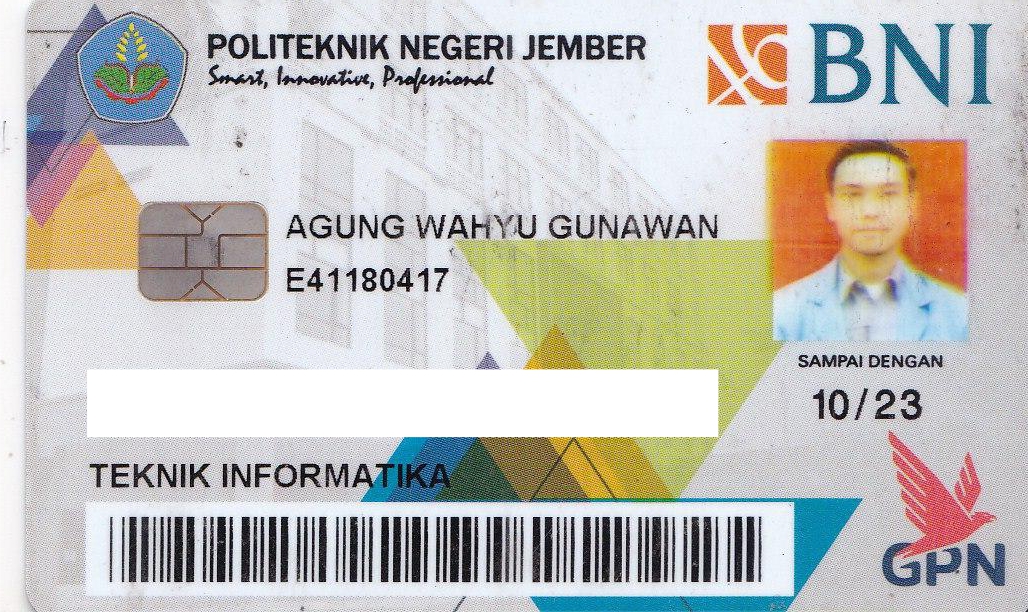 POLITEKNIK NEGERI JEMBER
Smart, Innovative, Professional
BNI
AGUNG WAHYU GUNAWAN
E41180417
SAMPAI DENGAN
10/23
TEKNIK INFORMATIKA
GPN